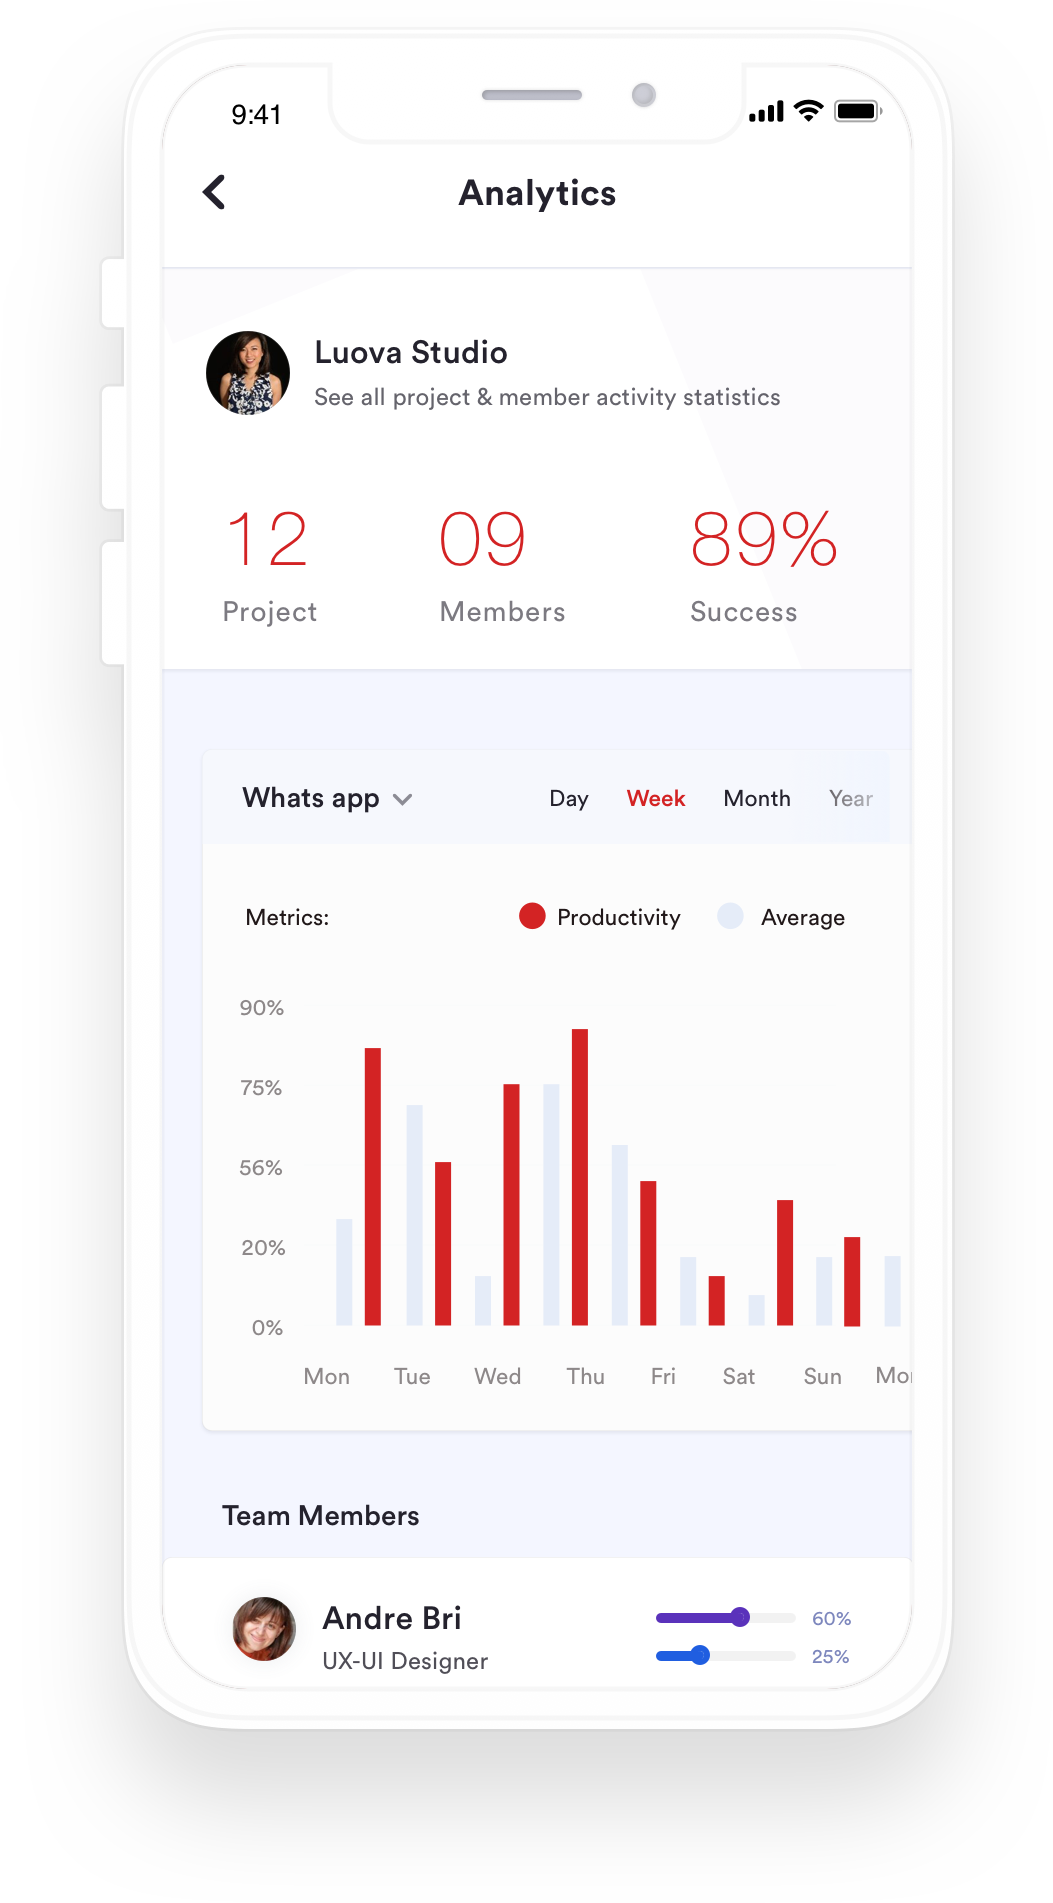 9:41
Analytics
Luova Studio
See all project & member activity statistics
12 09 89%
Project Members Success
Whats app Day Week Month Year
Metrics: Productivity Average
90%
75%
56%
20%
0%
Mon Tue Wed Thu Fri Sat Sun Mon
Team Members
Andre Bri 60%
UX-UI Designer 25%